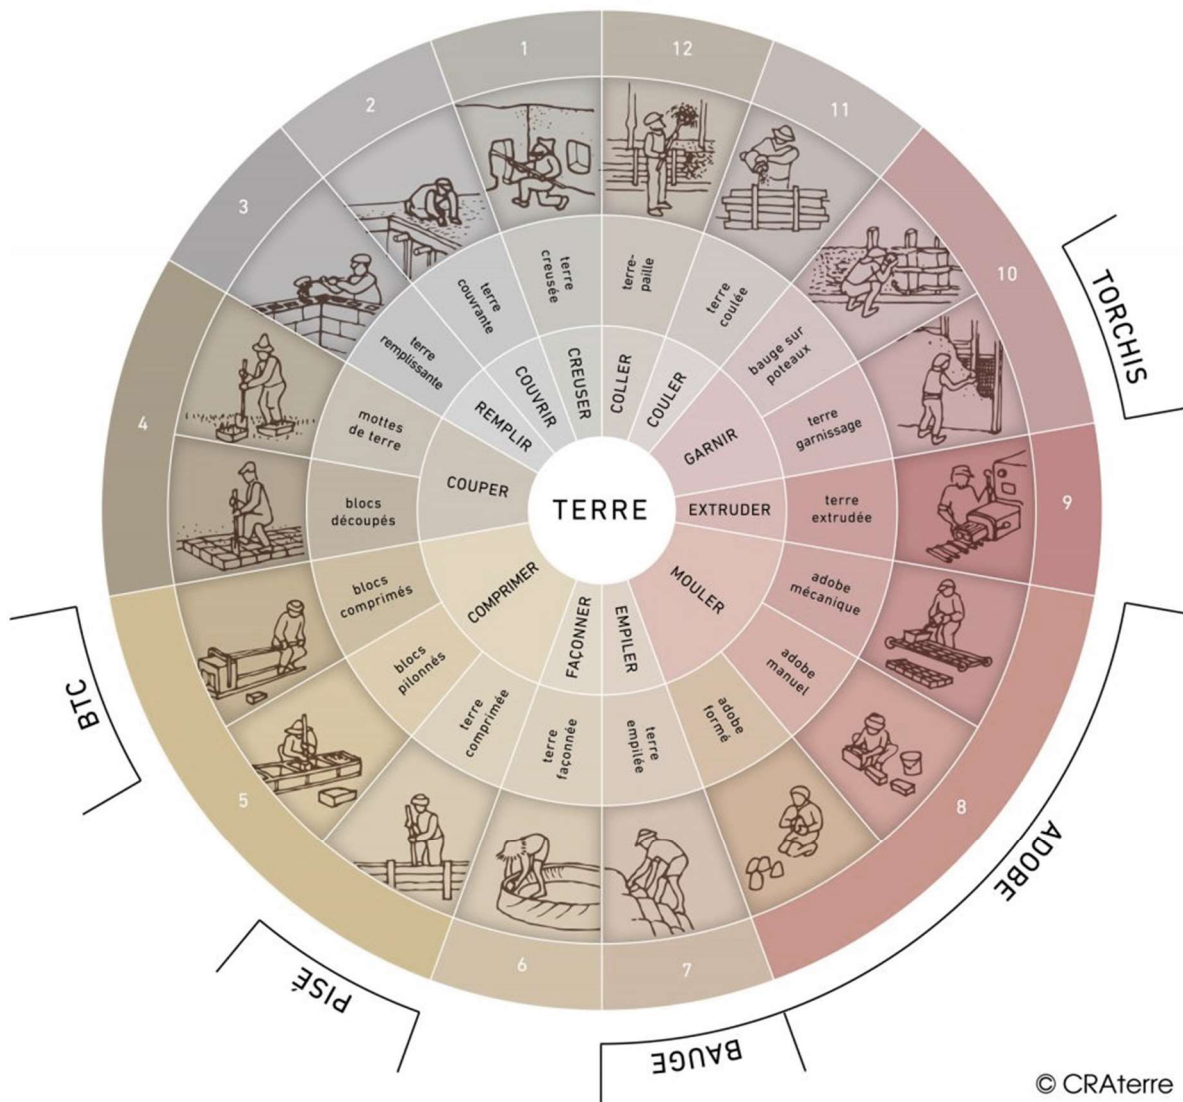 1
2
3
4
5
6
7
8
9
10
11
12
TERRE
CREUSER
COUVRIR
REMPLIR
COUPER
COMPRIMER
FAÇONNER
EMPILER
MOULER
EXTRUDER
GARNIR
COULER
COLLER
terre
creusée
terre
couvrante
terre
remplissante
mottes
de terre
blocs
découpés
blocs
comprimés
blocs
pilonnés
terre
comprimée
terre
façonnée
terre
empilée
adobe
formé
adobe
manuel
adobe
mécanique
terre
extrudée
terre
garnissage
bauge sur
poteaux
terre
coulée
terre-
paille
BTC
PISÉ
BAUGE
ADOBE
TORCHIS
© CRAterre